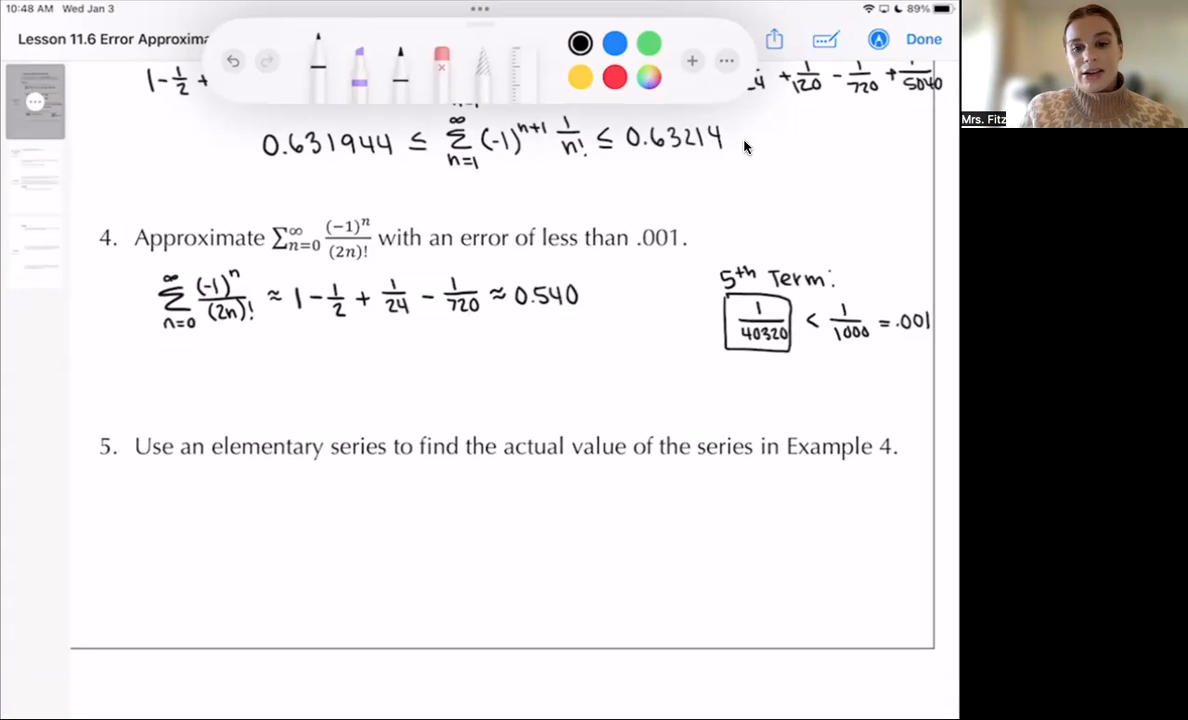 10:48 AM Wed Jan 3
89%
Lesson 11.6 Error Approxima
Done
1 - 1/2 +
+ 1/120 - 1/720 + 1/5040
0.631944 ≤ ∑_{n=1}^{∞} (-1)^{n+1} 1/n! ≤ 0.63214
4. Approximate ∑_{n=0}^{∞} (-1)^n/(2n)! with an error of less than .001.
∑_{n=0}^{∞} (-1)^n/(2n)! ≈ 1 - 1/2 + 1/24 - 1/720 ≈ 0.540
5th Term:
1/40320 < 1/1000 = .001
5. Use an elementary series to find the actual value of the series in Example 4.
Mrs. Fitz